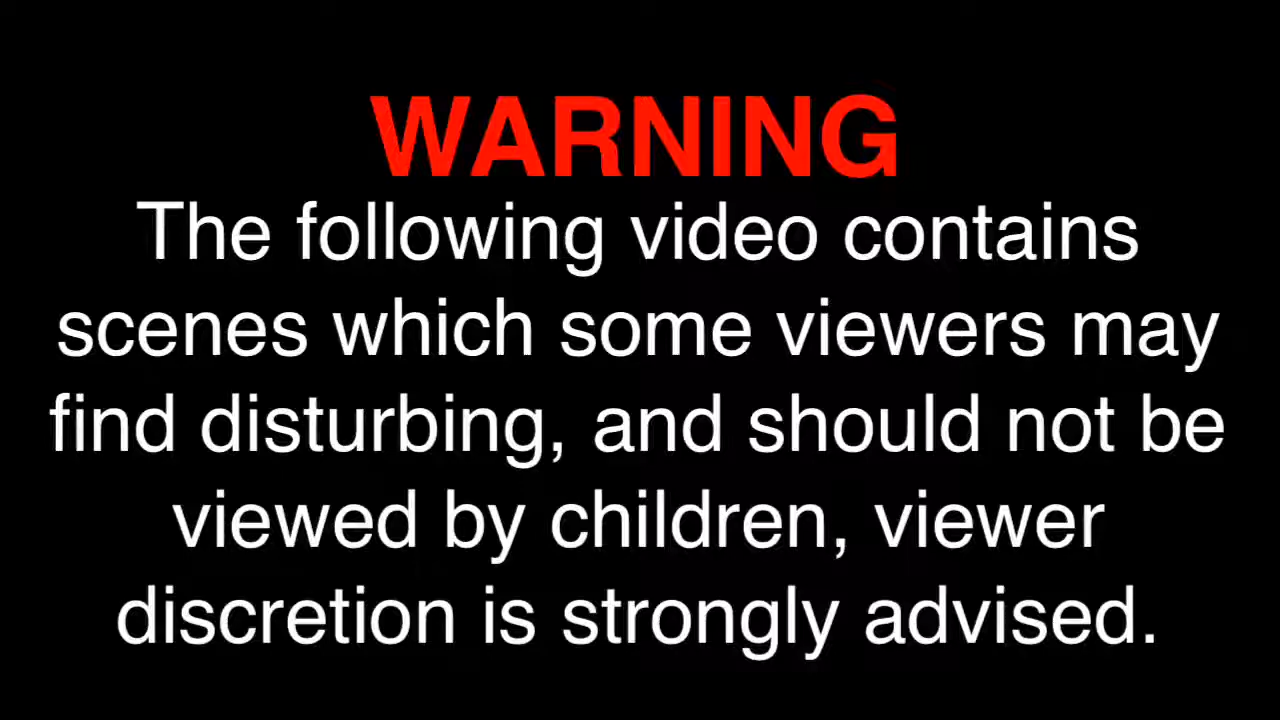 WARNING
The following video contains
scenes which some viewers may
find disturbing, and should not be
viewed by children, viewer
discretion is strongly advised.